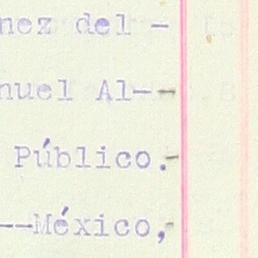 nez del -
nuel Al--
Público.-
--México,-